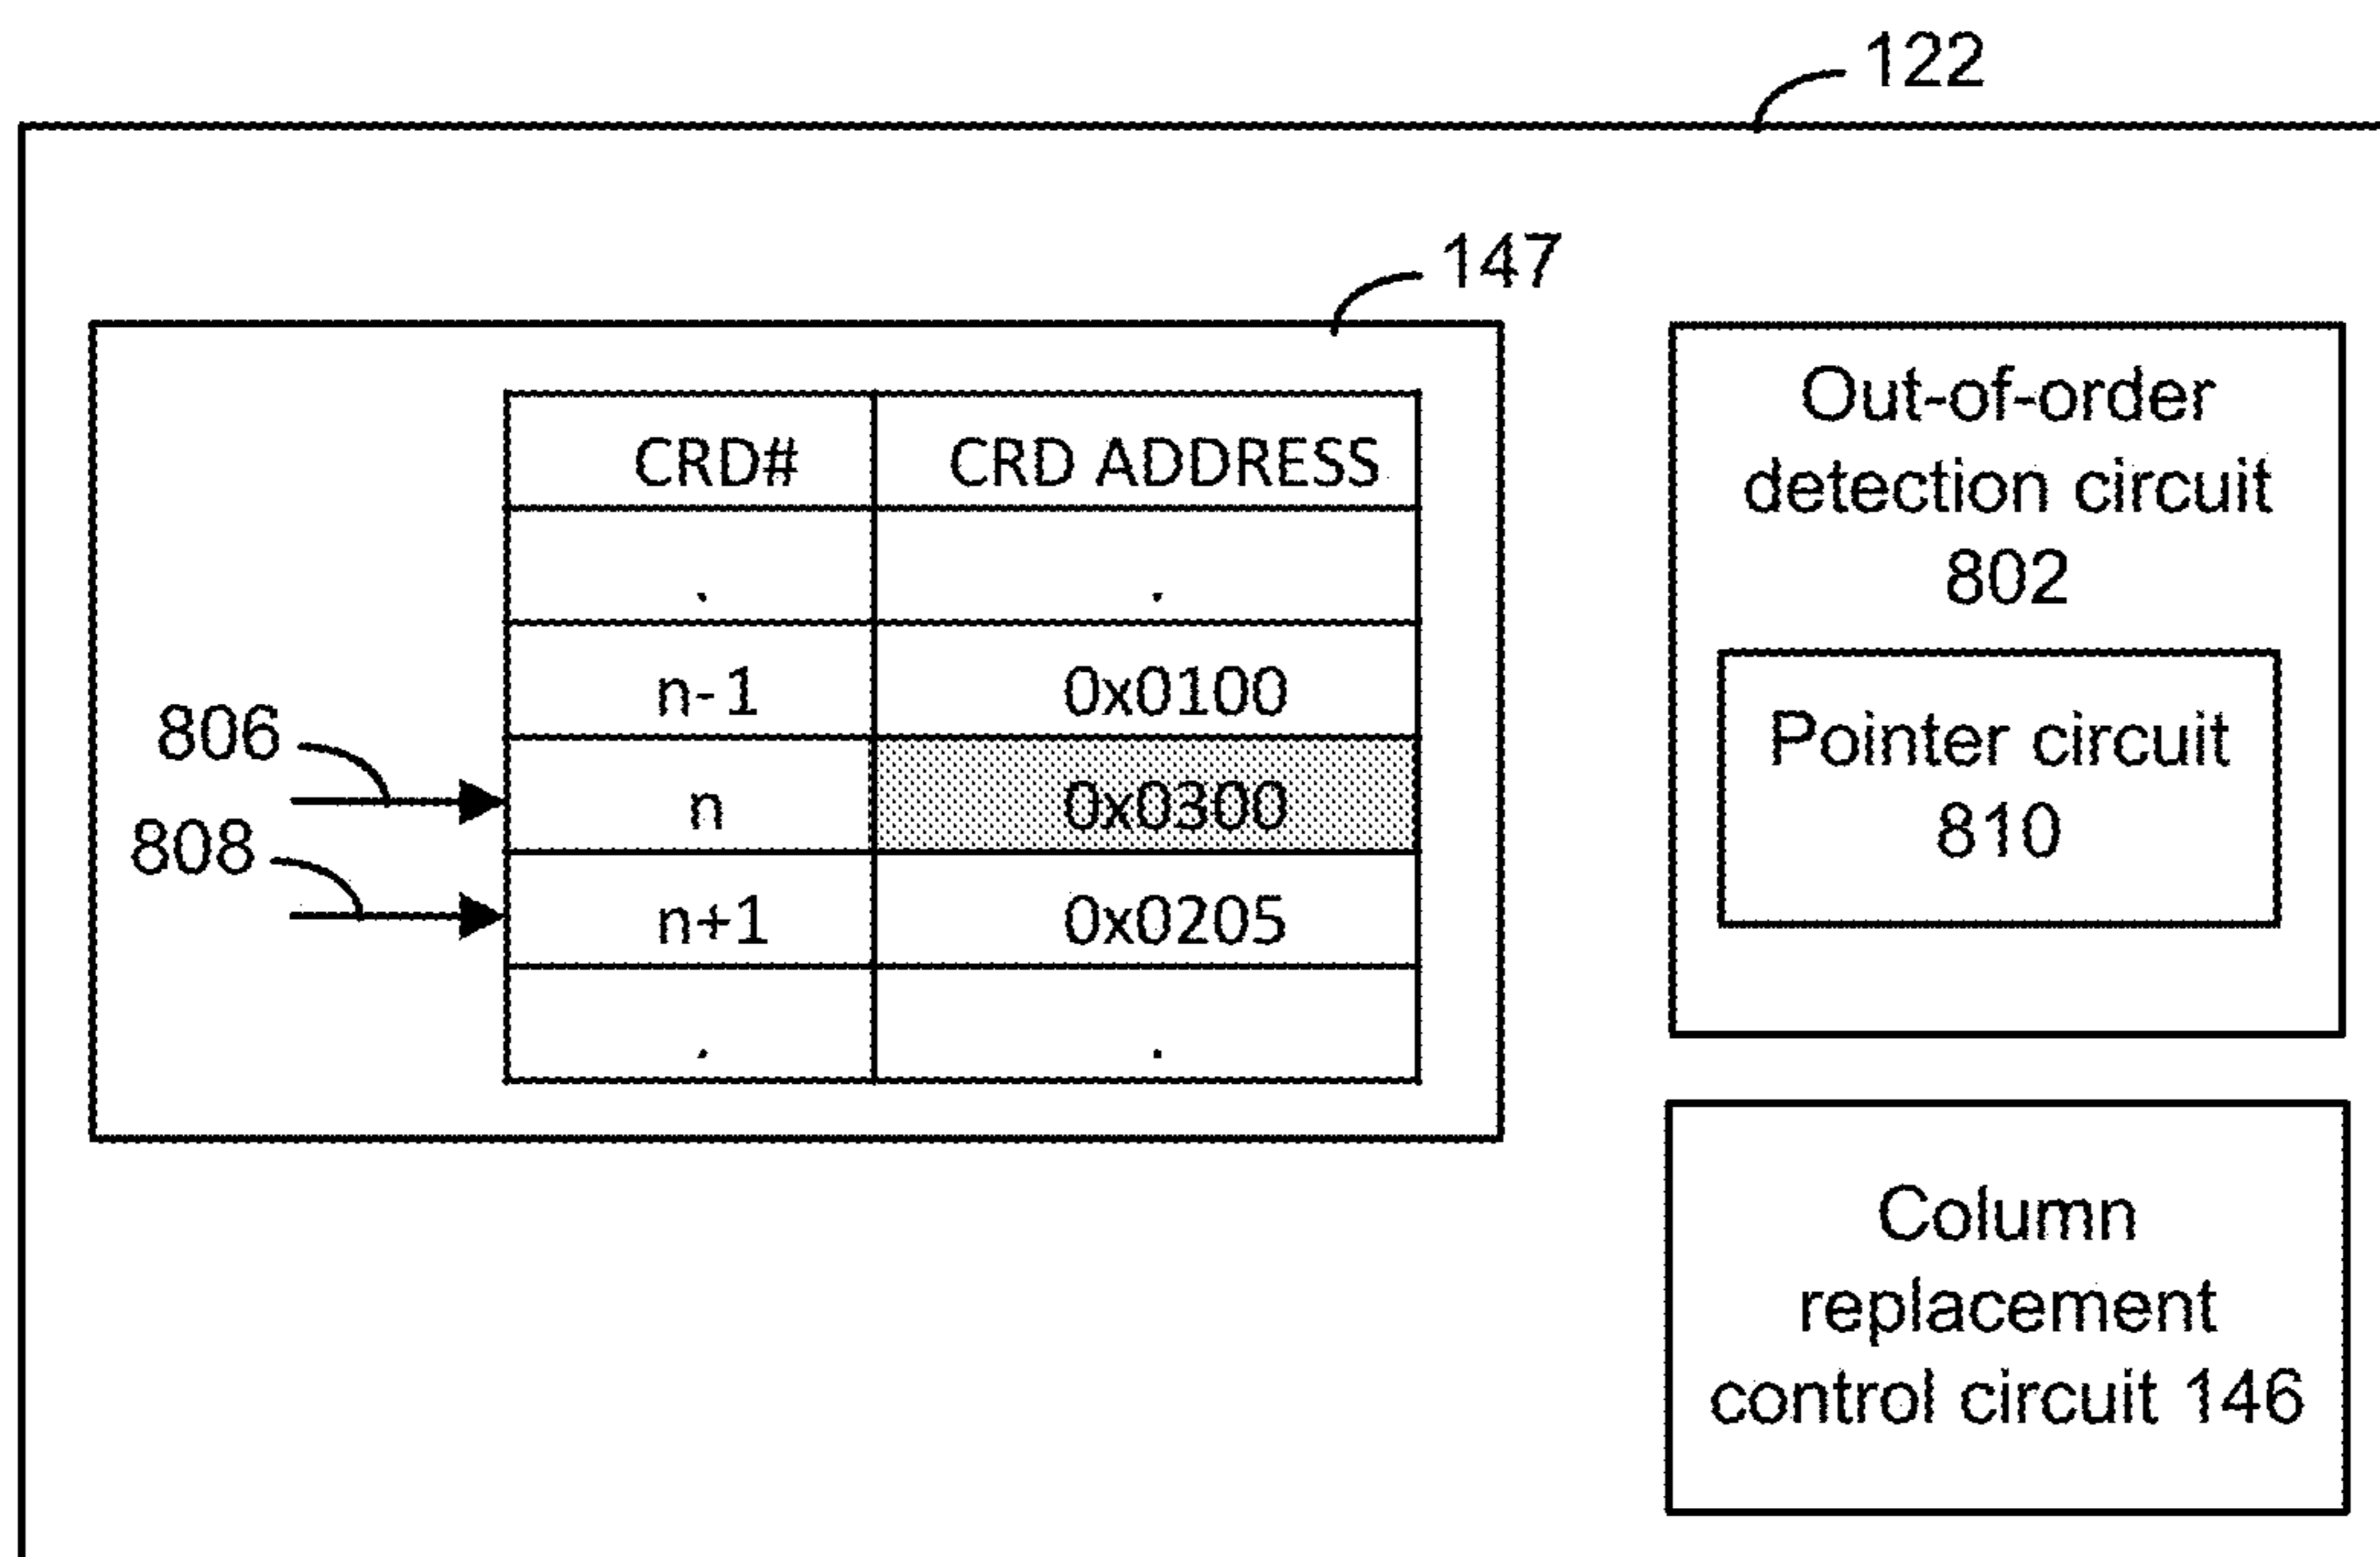 122
147
CRD# CRD ADDRESS
. .
n-1 0x0100
806
n 0x0300
808
n+1 0x0205
. .
Out-of-order
detection circuit
802
Pointer circuit
810
Column
replacement
control circuit 146